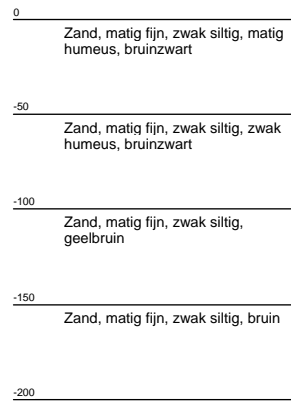 0
Zand, matig fijn, zwak siltig, matig
humeus, bruinzwart
-50
Zand, matig fijn, zwak siltig, zwak
humeus, bruinzwart
-100
Zand, matig fijn, zwak siltig,
geelbruin
-150
Zand, matig fijn, zwak siltig, bruin
-200